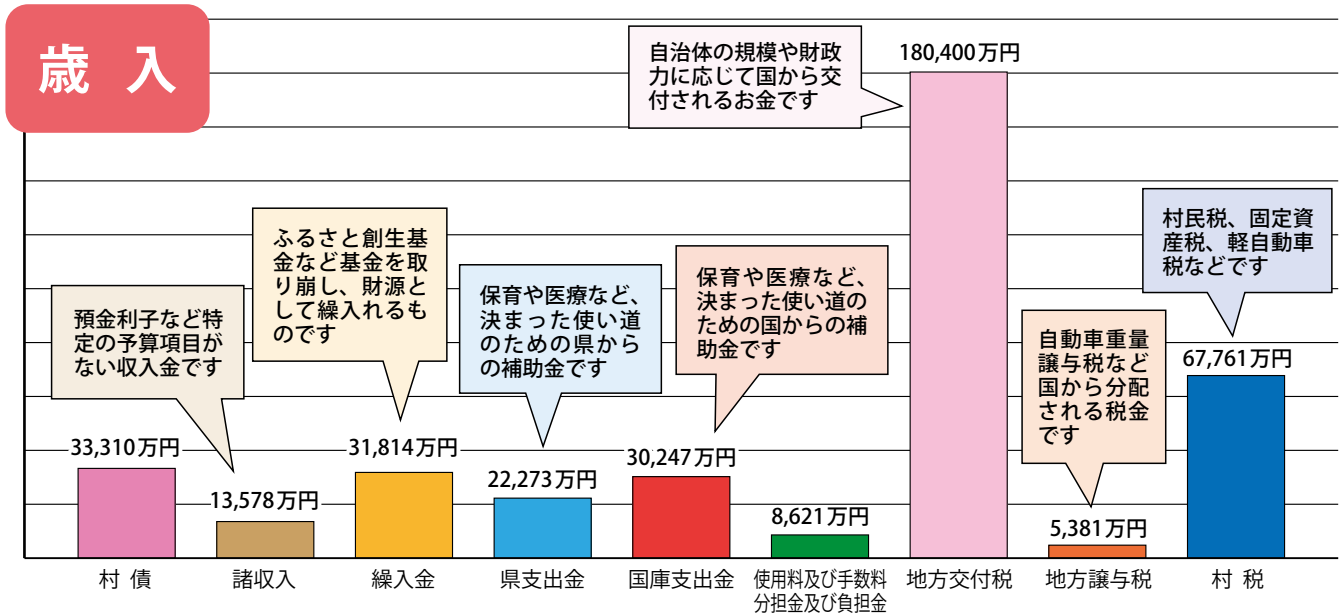 歳入
自治体の規模や財政
力に応じて国から交
付されるお金です
180,400万円
ふるさと創生基
金など基金を取
り崩し、財源と
して繰入れるも
のです
村民税、固定資
産税、軽自動車
税などです
保育や医療など、
決まった使い道の
ための国からの補
助金です
保育や医療など、
決まった使い道
のための県から
の補助金です
預金利子など特
定の予算項目が
ない収入金です
自動車重量
譲与税など
国から分配
される税金
です
67,761万円
33,310万円
13,578万円
31,814万円
22,273万円
30,247万円
8,621万円
5,381万円
村債
諸収入
繰入金
県支出金
国庫支出金
使用料及び手数料
分担金及び負担金
地方交付税
地方譲与税
村税